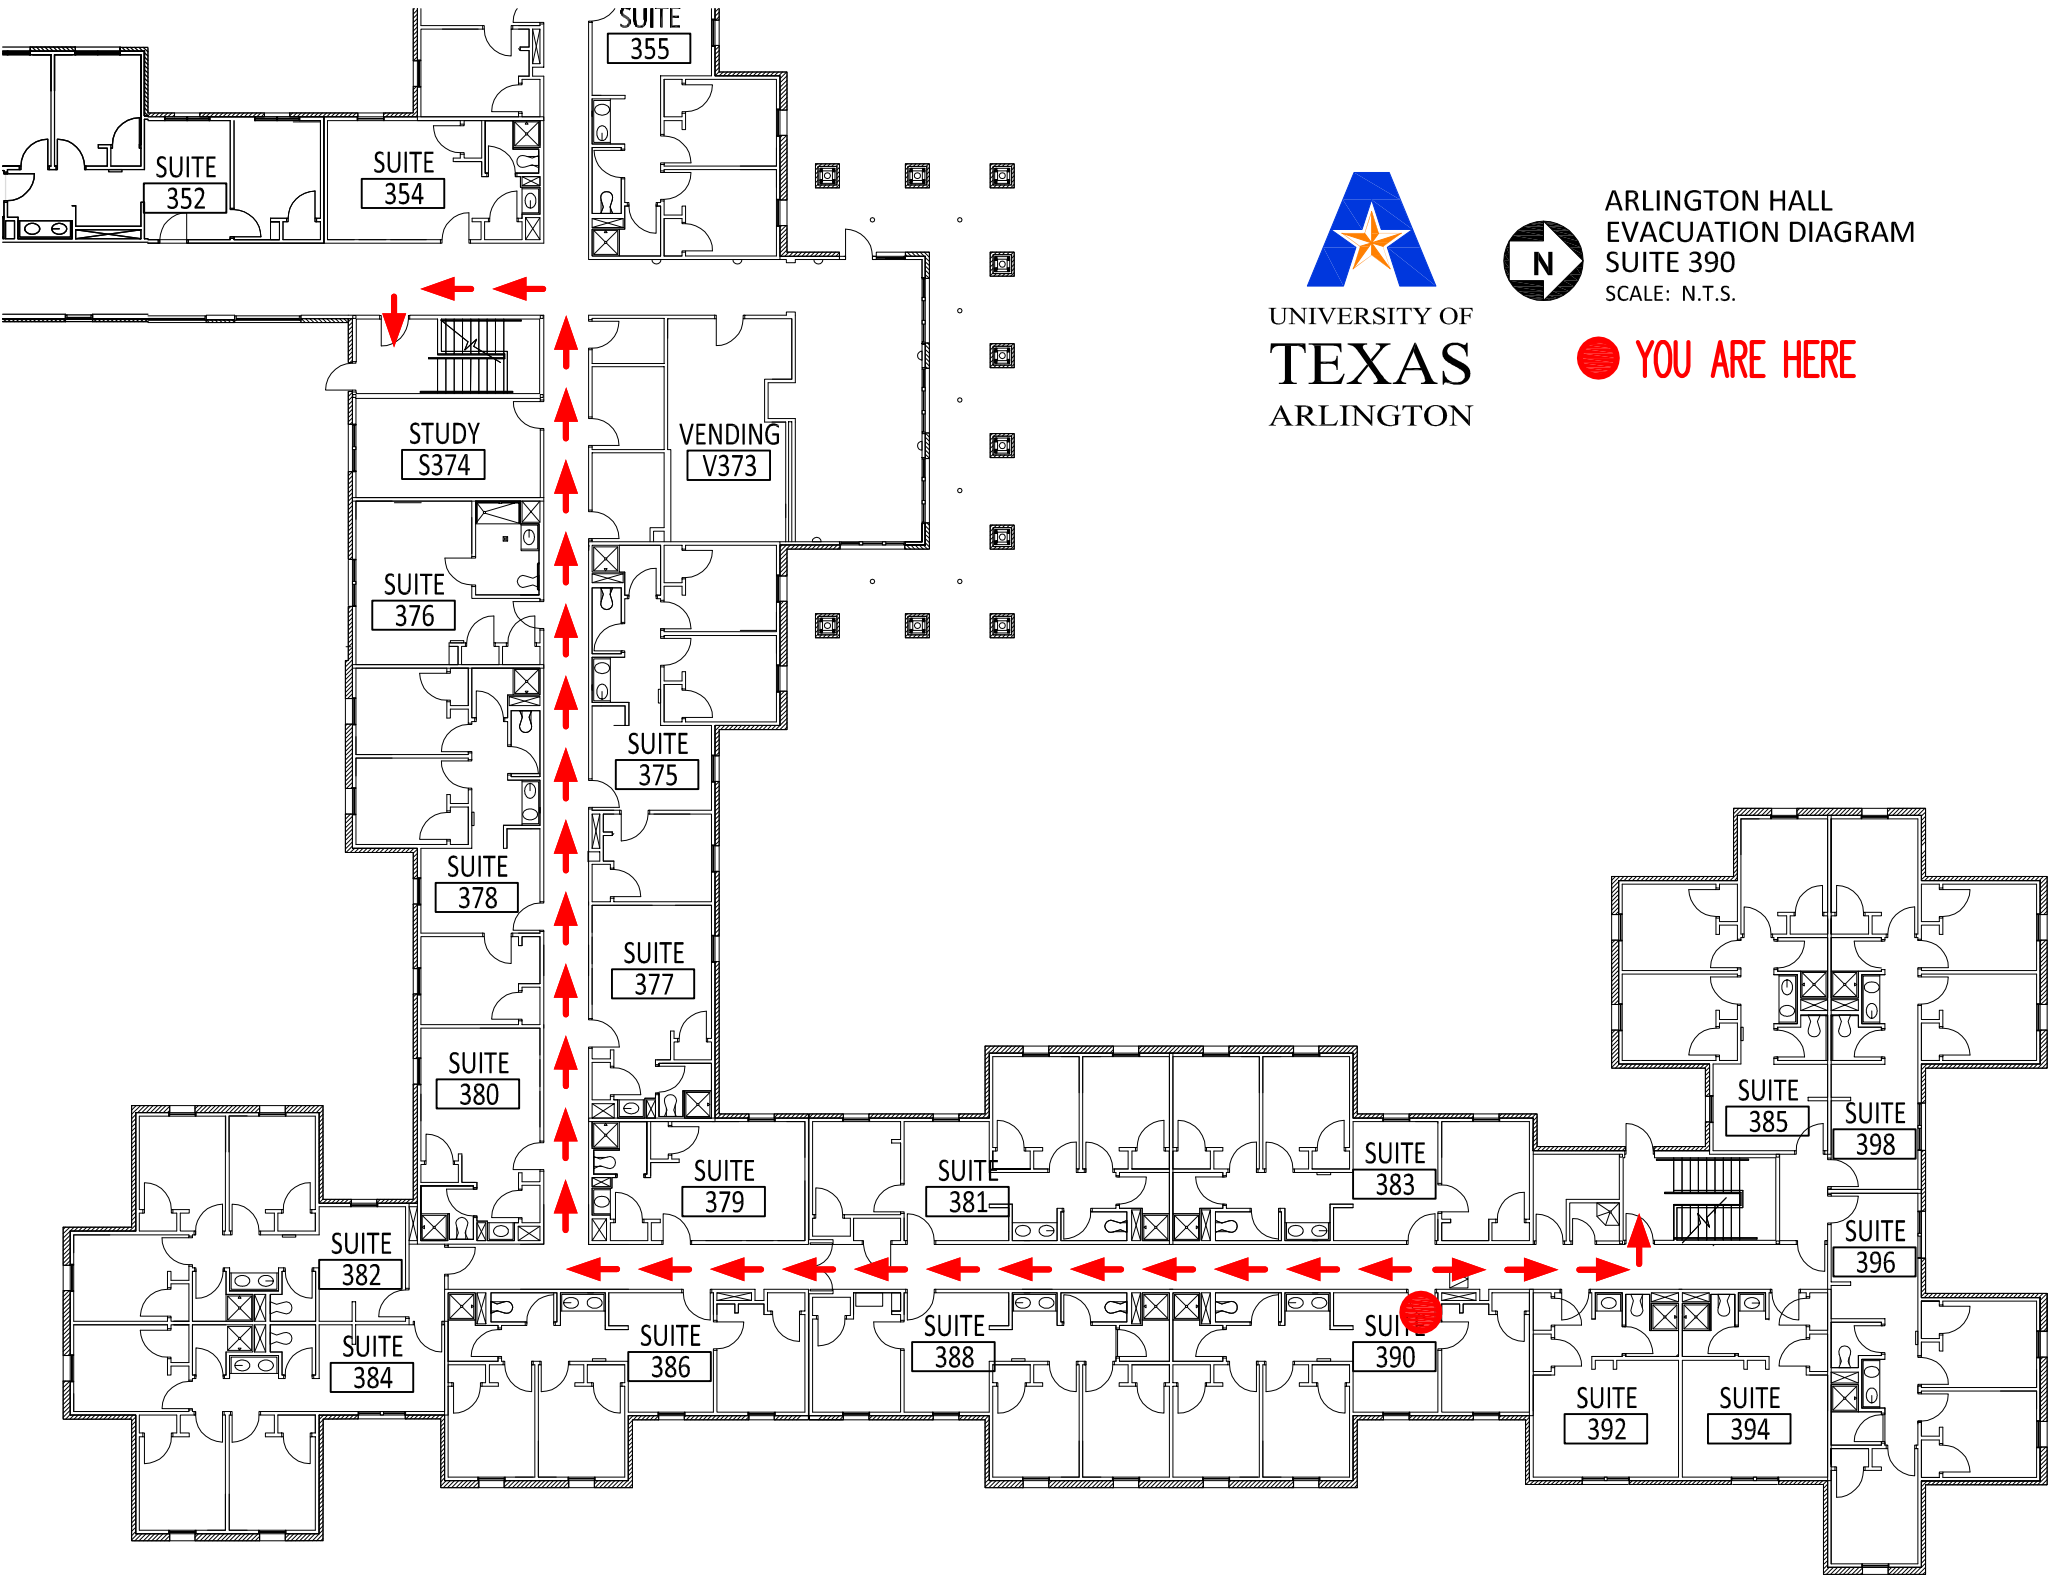 SUITE
355
SUITE
352
SUITE
354
UNIVERSITY OF
TEXAS
ARLINGTON
N
ARLINGTON HALL
EVACUATION DIAGRAM
SUITE 390
SCALE: N.T.S.
YOU ARE HERE
STUDY
S374
VENDING
V373
SUITE
376
SUITE
375
SUITE
378
SUITE
377
SUITE
380
SUITE
379
SUITE
381
SUITE
383
SUITE
385
SUITE
398
SUITE
396
SUITE
382
SUITE
384
SUITE
386
SUITE
388
SUITE
390
SUITE
392
SUITE
394